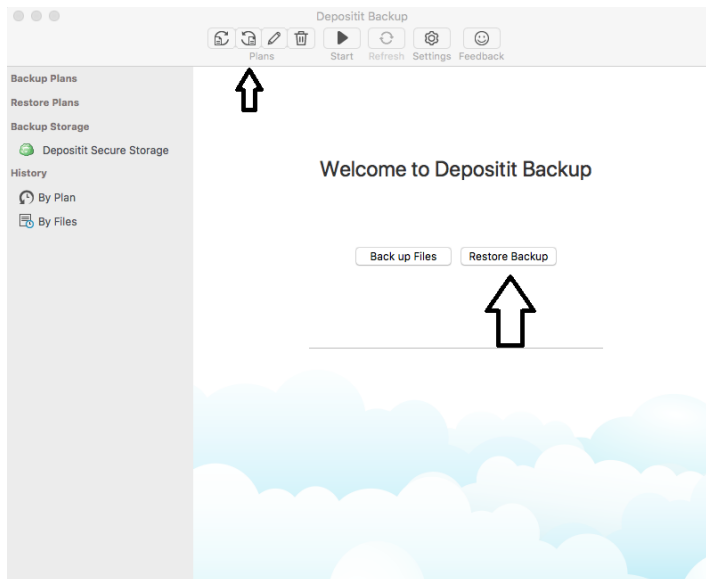 Depositit Backup
Plans Start Refresh Settings Feedback
Backup Plans
Restore Plans
Backup Storage
Depositit Secure Storage
History
By Plan
By Files
Welcome to Depositit Backup
Back up Files Restore Backup